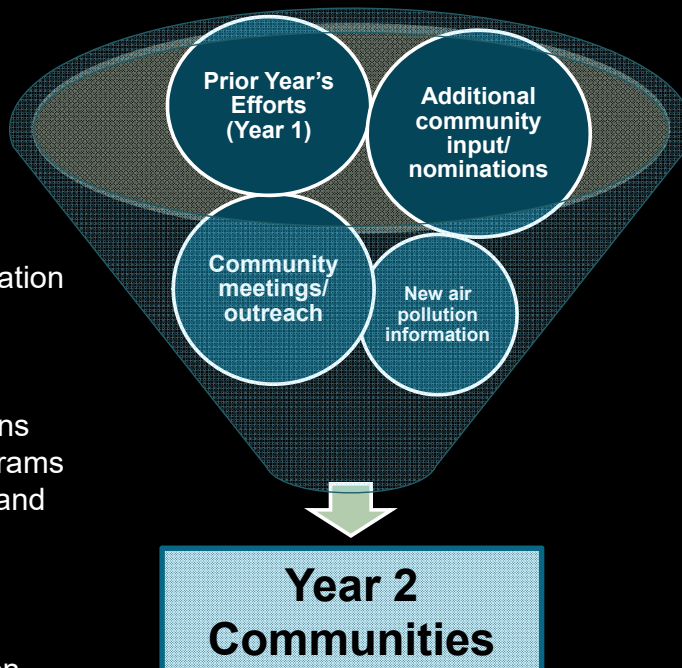 Prior Year's
Efforts
(Year 1)
Additional
community
input/
nominations
Community
meetings/
outreach
New air
pollution
information
Year 2
Communities
and